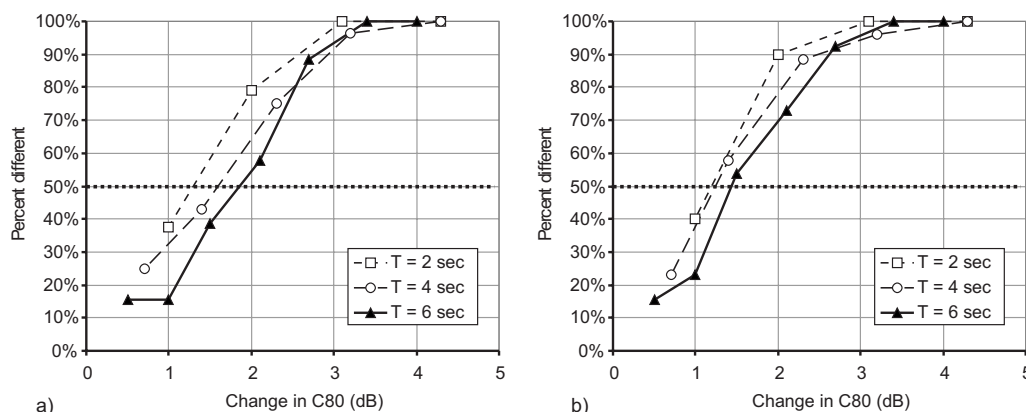 100%
90%
80%
70%
60%
50%
40%
30%
20%
10%
0%
Percent different
0 1 2 3 4 5
Change in C80 (dB)
T = 2 sec
T = 4 sec
T = 6 sec
a)
100%
90%
80%
70%
60%
50%
40%
30%
20%
10%
0%
Percent different
0 1 2 3 4 5
Change in C80 (dB)
T = 2 sec
T = 4 sec
T = 6 sec
b)